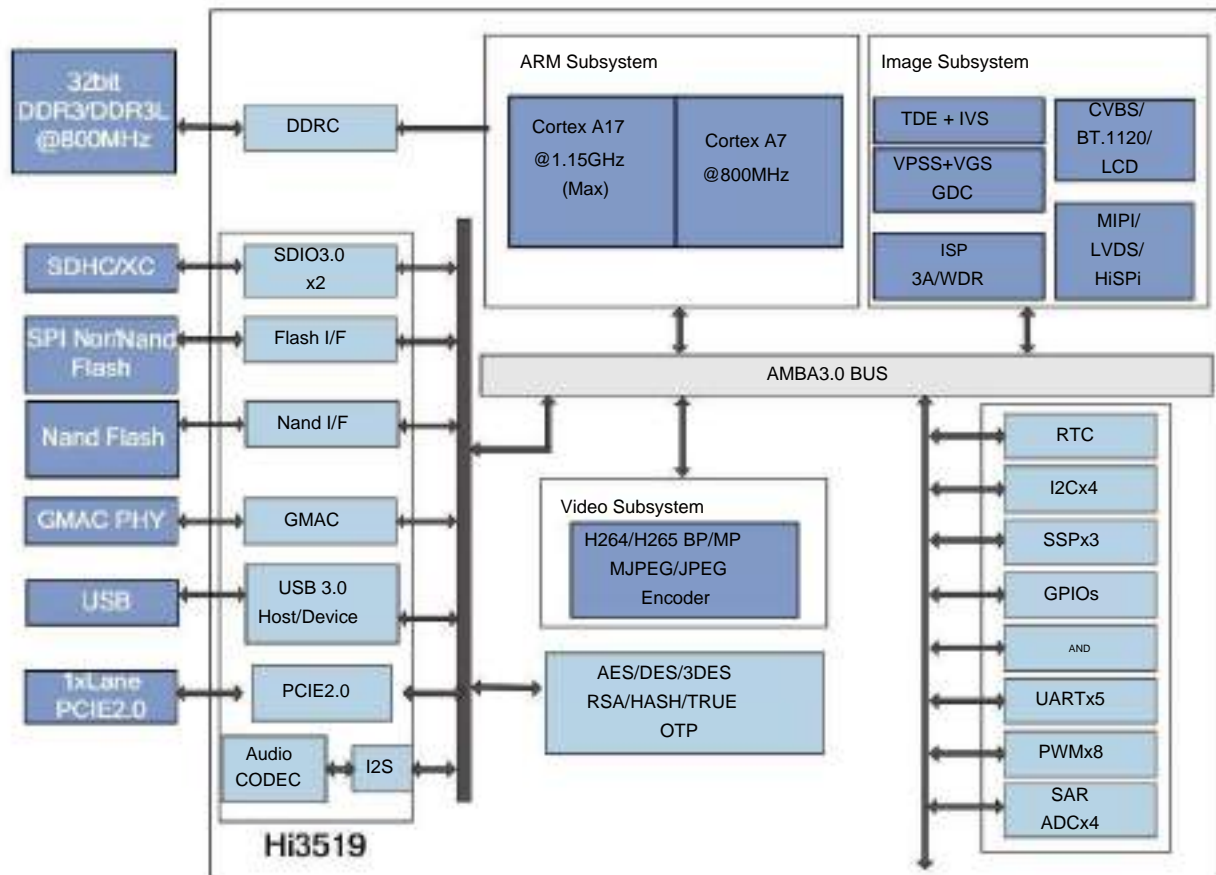 32bit
DDR3/DDR3L
@800MHz
DDRC
ARM Subsystem
Cortex A17
@1.15GHz
(Max)
Cortex A7
@800MHz
Image Subsystem
TDE + IVS
VPSS+VGS
GDC
ISP
3A/WDR
CVBS/
BT.1120/
LCD
MIPI/
LVDS/
HiSPi
SDHC/XC
SDIO3.0
x2
SPI Nor/Nand
Flash
Flash I/F
Nand Flash
Nand I/F
GMAC PHY
GMAC
USB
USB 3.0
Host/Device
1xLane
PCIE2.0
PCIE2.0
Audio
CODEC
I2S
Hi3519
AMBA3.0 BUS
Video Subsystem
H264/H265 BP/MP
MJPEG/JPEG
Encoder
AES/DES/3DES
RSA/HASH/TRUE
OTP
RTC
I2Cx4
SSPx3
GPIOs
AND
UARTx5
PWMx8
SAR
ADCx4